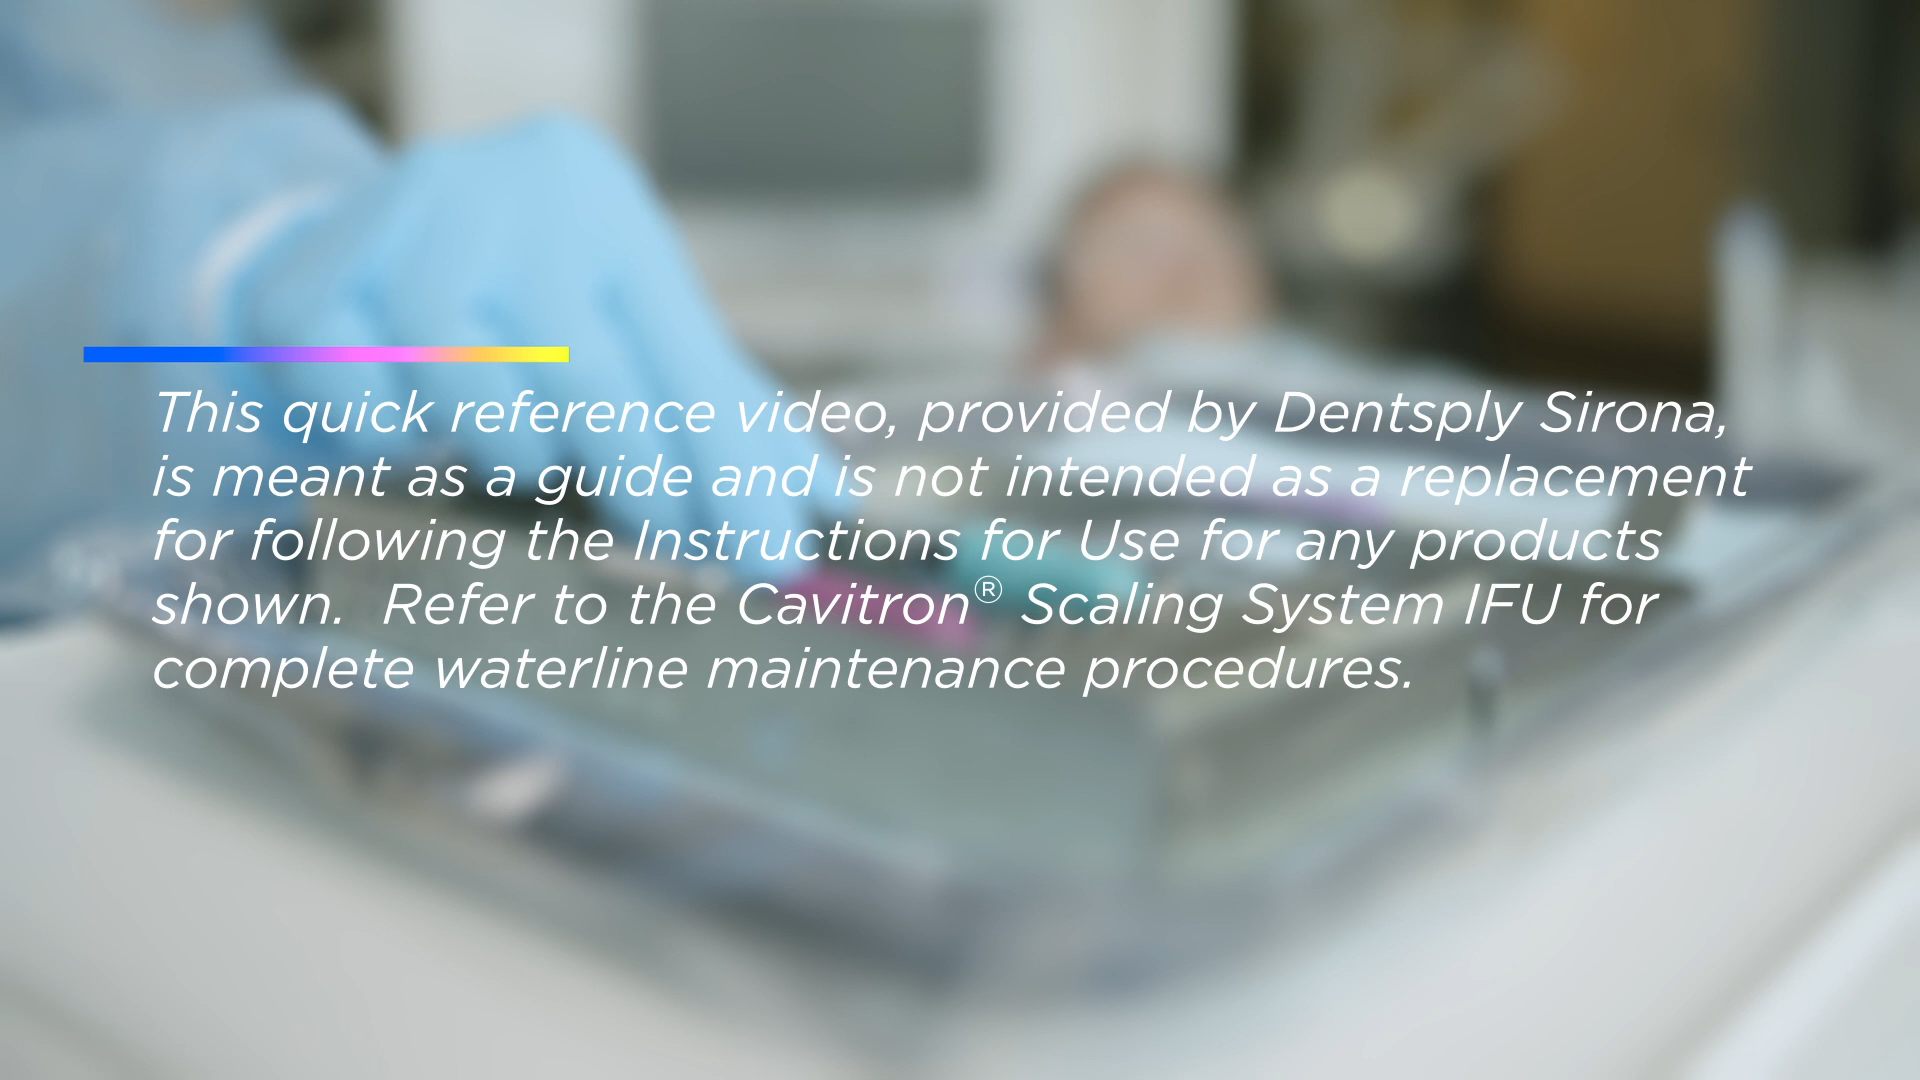 This quick reference video, provided by Dentsply Sirona,
is meant as a guide and is not intended as a replacement
for following the Instructions for Use for any products
shown.  Refer to the Cavitron® Scaling System IFU for
complete waterline maintenance procedures.